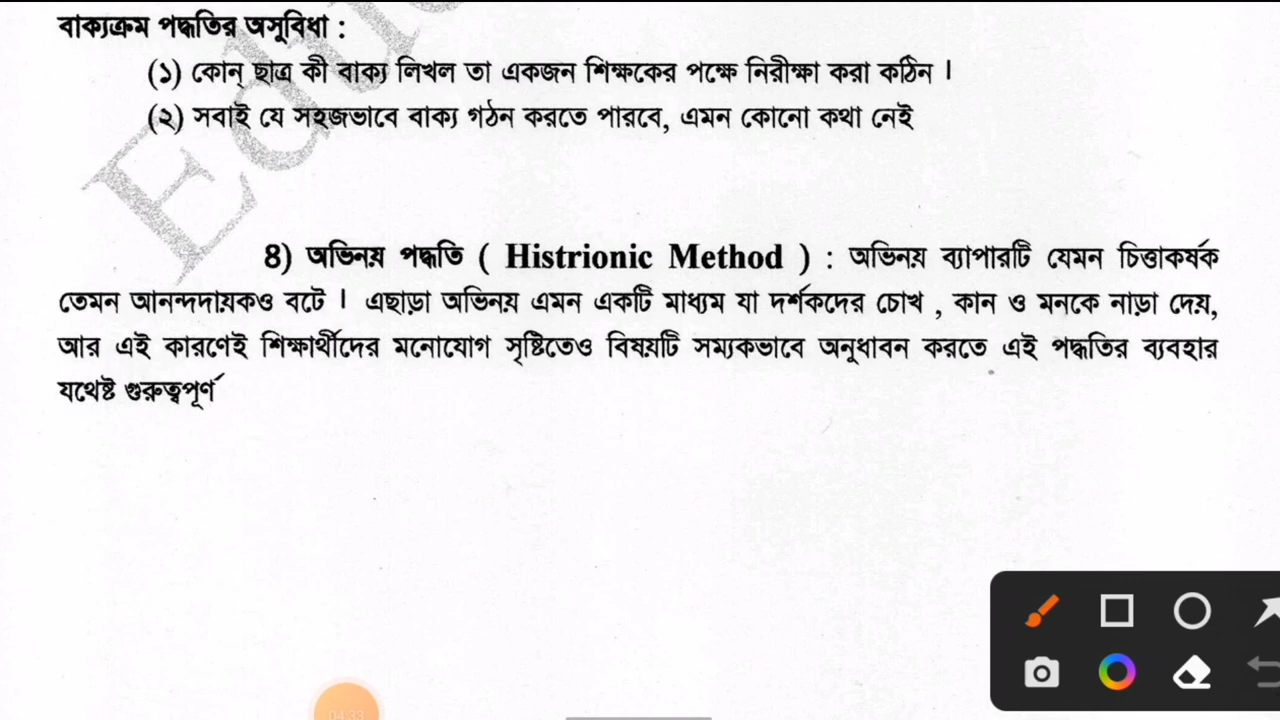 বাক্যক্রম পদ্ধতির অসুবিধা :
(১) কোন্ ছাত্র কী বাক্য লিখল তা একজন শিক্ষকের পক্ষে নিরীক্ষা করা কঠিন ।
(২) সবাই যে সহজভাবে বাক্য গঠন করতে পারবে, এমন কোনো কথা নেই
Edu
8) অভিনয় পদ্ধতি ( Histrionic Method ) : অভিনয় ব্যাপারটি যেমন চিত্তাকর্ষক
তেমন আনন্দদায়কও বটে । এছাড়া অভিনয় এমন একটি মাধ্যম যা দর্শকদের চোখ , কান ও মনকে নাড়া দেয়,
আর এই কারণেই শিক্ষার্থীদের মনোযোগ সৃষ্টিতেও বিষয়টি সম্যকভাবে অনুধাবন করতে এই পদ্ধতির ব্যবহার
যথেষ্ট গুরুত্বপূর্ণ
04:33